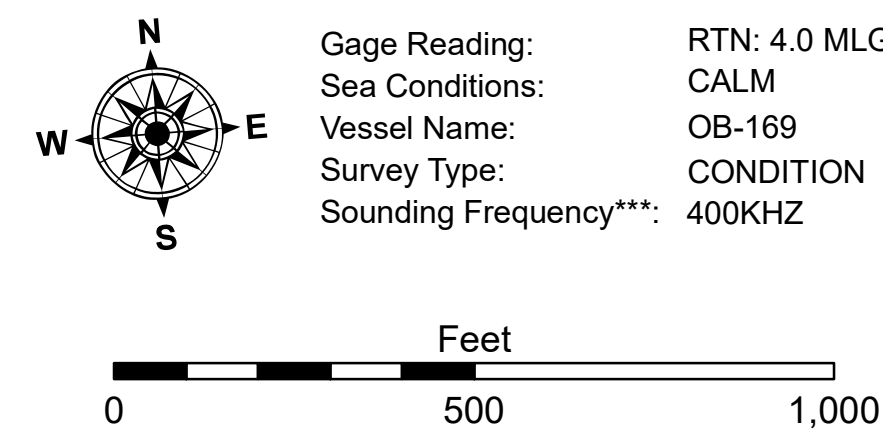 N
W
E
S
Gage Reading: RTN: 4.0 MLG
Sea Conditions: CALM
Vessel Name: OB-169
Survey Type: CONDITION
Sounding Frequency***: 400KHZ
Feet
0 500 1,000